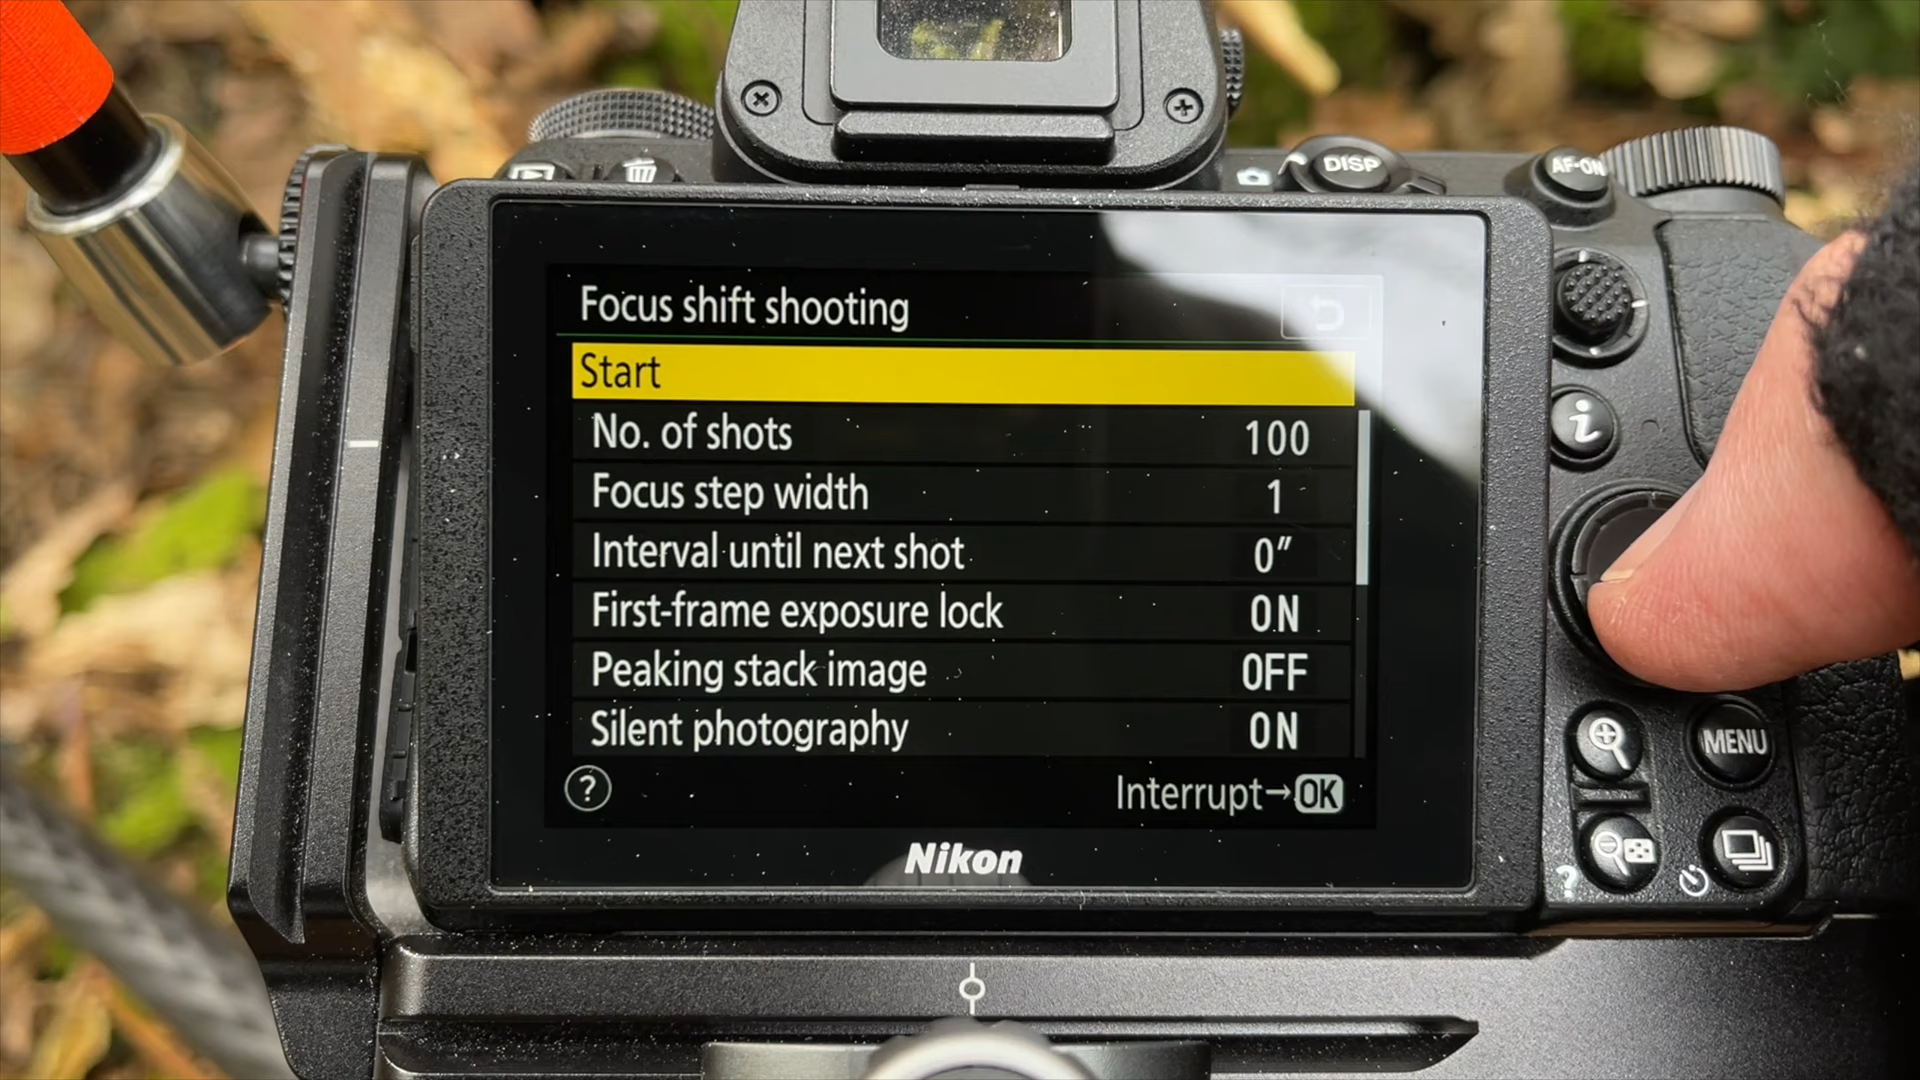 DISP
AF-ON
Focus shift shooting
Start
No. of shots 100
Focus step width 1
Interval until next shot 0"
First-frame exposure lock ON
Peaking stack image OFF
Silent photography ON
? Interrupt→OK
Nikon
i
MENU
?